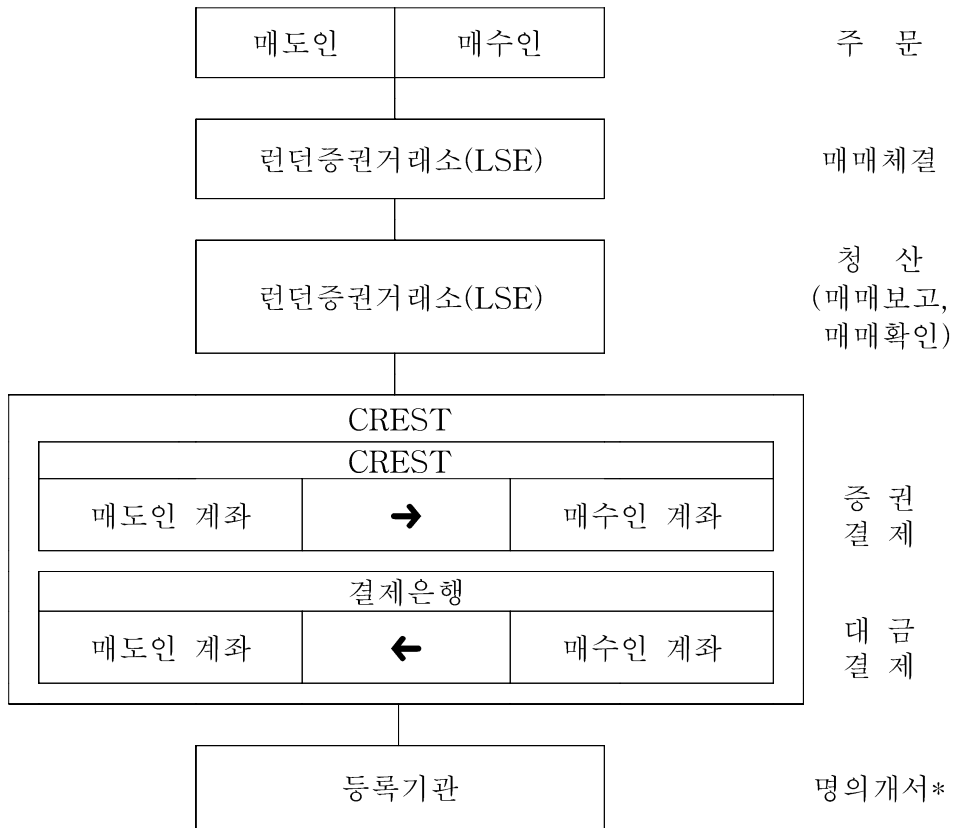 매도인 매수인 주 문
런던증권거래소(LSE) 매매체결
청 산
런던증권거래소(LSE) (매매보고,
매매확인)
CREST
CREST
매도인 계좌 → 매수인 계좌 증 권
결 제
결제은행
매도인 계좌 ← 매수인 계좌 대 금
결 제
등록기관 명의개서*